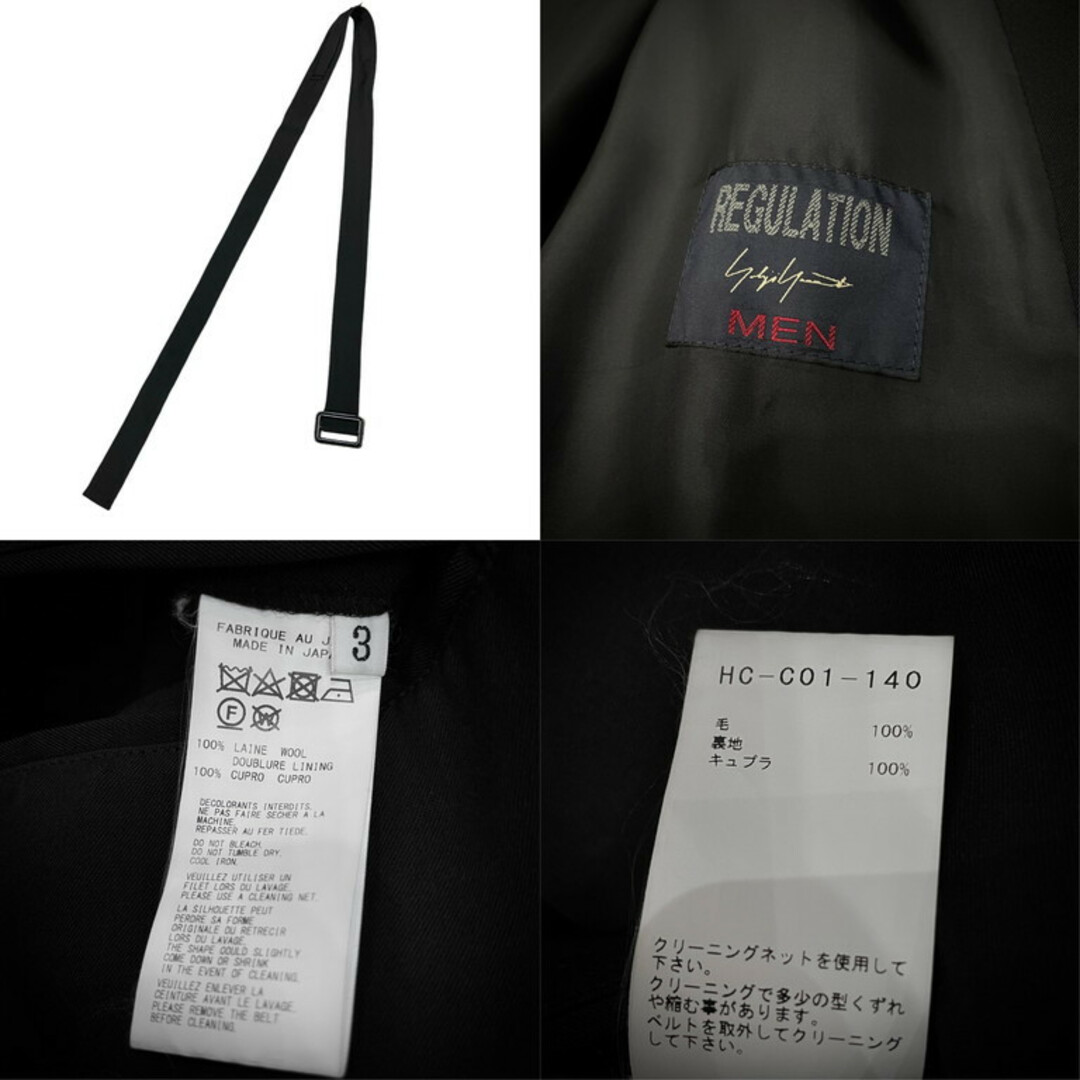 REGULATION
Yohji Yamamoto
MEN
FABRIQUE AU J
MADE IN JAPA
3
F
W
100% LAINE WOOL
DOUBLURE LINING
100% CUPRO CUPRO
DECOLORANTS INTERDITS.
NE PAS FAIRE SECHER A LA
MACHINE.
REPASSER AU FER TIEDE.
DO NOT BLEACH.
DO NOT TUMBLE DRY.
COOL IRON.
VEUILLEZ UTILISER UN
FILET LORS DU LAVAGE.
PLEASE USE A CLEANING NET.
LA SILHOUETTE PEUT
PERDRE SA FORME
ORIGINALE OU RETRECIR
LORS DU LAVAGE.
THE SHAPE COULD SLIGHTLY
COME DOWN OR SHRINK
IN THE EVENT OF CLEANING.
VEUILLEZ ENLEVER LA
CEINTURE AVANT LE LAVAGE.
PLEASE REMOVE THE BELT
BEFORE CLEANING.
HC-C01-140
毛 100%
裏地
キュプラ 100%
クリーニングネットを使用して
下さい。
クリーニングで多少の型くずれ
や縮む事があります。
ベルトを取外してクリーニング
して下さい。